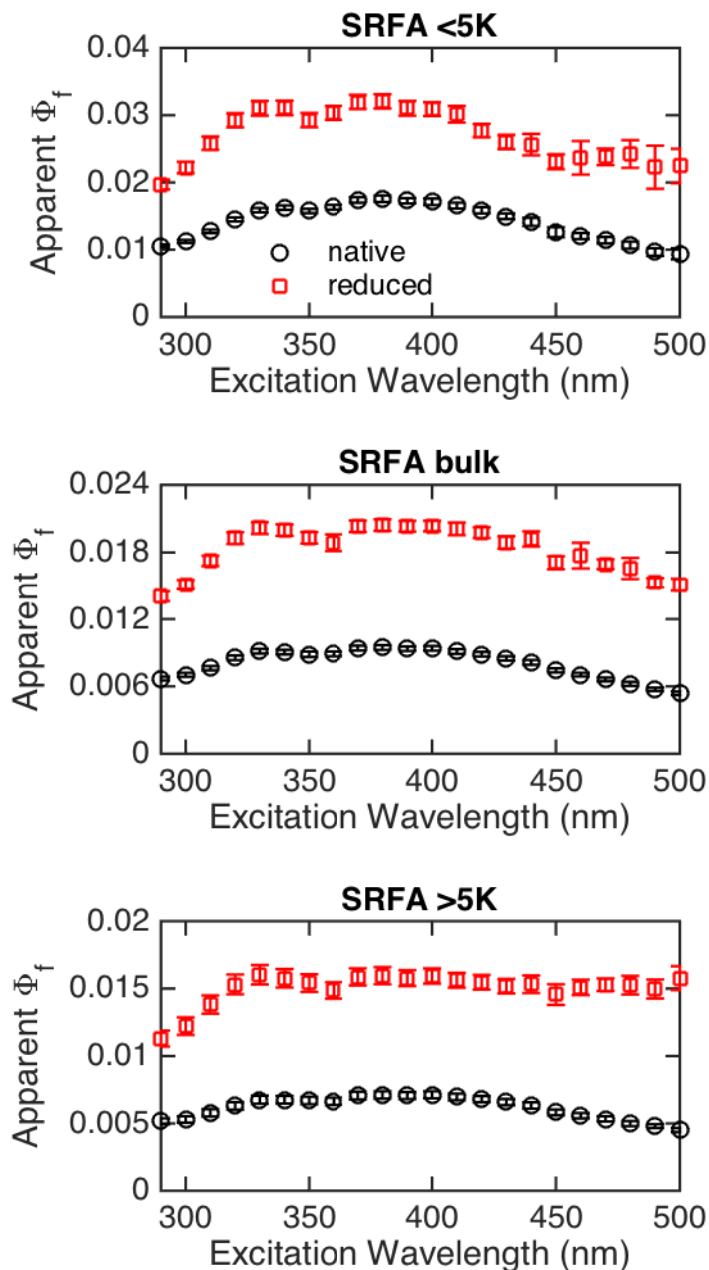 SRFA <5K
Apparent Φf
0.04
0.03
0.02
0.01
0
native
reduced
300 350 400 450 500
Excitation Wavelength (nm)
SRFA bulk
Apparent Φf
0.024
0.018
0.012
0.006
0
300 350 400 450 500
Excitation Wavelength (nm)
SRFA >5K
Apparent Φf
0.02
0.015
0.01
0.005
0
300 350 400 450 500
Excitation Wavelength (nm)